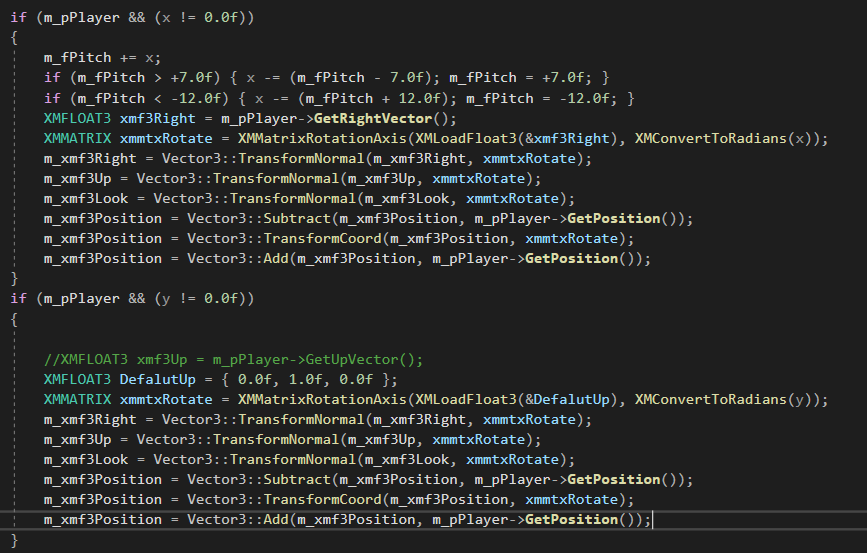 if (m_pPlayer && (x != 0.0f))
{
m_fPitch += x;
if (m_fPitch > +7.0f) { x -= (m_fPitch - 7.0f); m_fPitch = +7.0f; }
if (m_fPitch < -12.0f) { x -= (m_fPitch + 12.0f); m_fPitch = -12.0f; }
XMFLOAT3 xmf3Right = m_pPlayer->GetRightVector();
XMMATRIX xmmtxRotate = XMMatrixRotationAxis(XMLoadFloat3(&xmf3Right), XMConvertToRadians(x));
m_xmf3Right = Vector3::TransformNormal(m_xmf3Right, xmmtxRotate);
m_xmf3Up = Vector3::TransformNormal(m_xmf3Up, xmmtxRotate);
m_xmf3Look = Vector3::TransformNormal(m_xmf3Look, xmmtxRotate);
m_xmf3Position = Vector3::Subtract(m_xmf3Position, m_pPlayer->GetPosition());
m_xmf3Position = Vector3::TransformCoord(m_xmf3Position, xmmtxRotate);
m_xmf3Position = Vector3::Add(m_xmf3Position, m_pPlayer->GetPosition());
}
if (m_pPlayer && (y != 0.0f))
{
//XMFLOAT3 xmf3Up = m_pPlayer->GetUpVector();
XMFLOAT3 DefalutUp = { 0.0f, 1.0f, 0.0f };
XMMATRIX xmmtxRotate = XMMatrixRotationAxis(XMLoadFloat3(&DefalutUp), XMConvertToRadians(y));
m_xmf3Right = Vector3::TransformNormal(m_xmf3Right, xmmtxRotate);
m_xmf3Up = Vector3::TransformNormal(m_xmf3Up, xmmtxRotate);
m_xmf3Look = Vector3::TransformNormal(m_xmf3Look, xmmtxRotate);
m_xmf3Position = Vector3::Subtract(m_xmf3Position, m_pPlayer->GetPosition());
m_xmf3Position = Vector3::TransformCoord(m_xmf3Position, xmmtxRotate);
m_xmf3Position = Vector3::Add(m_xmf3Position, m_pPlayer->GetPosition());
}